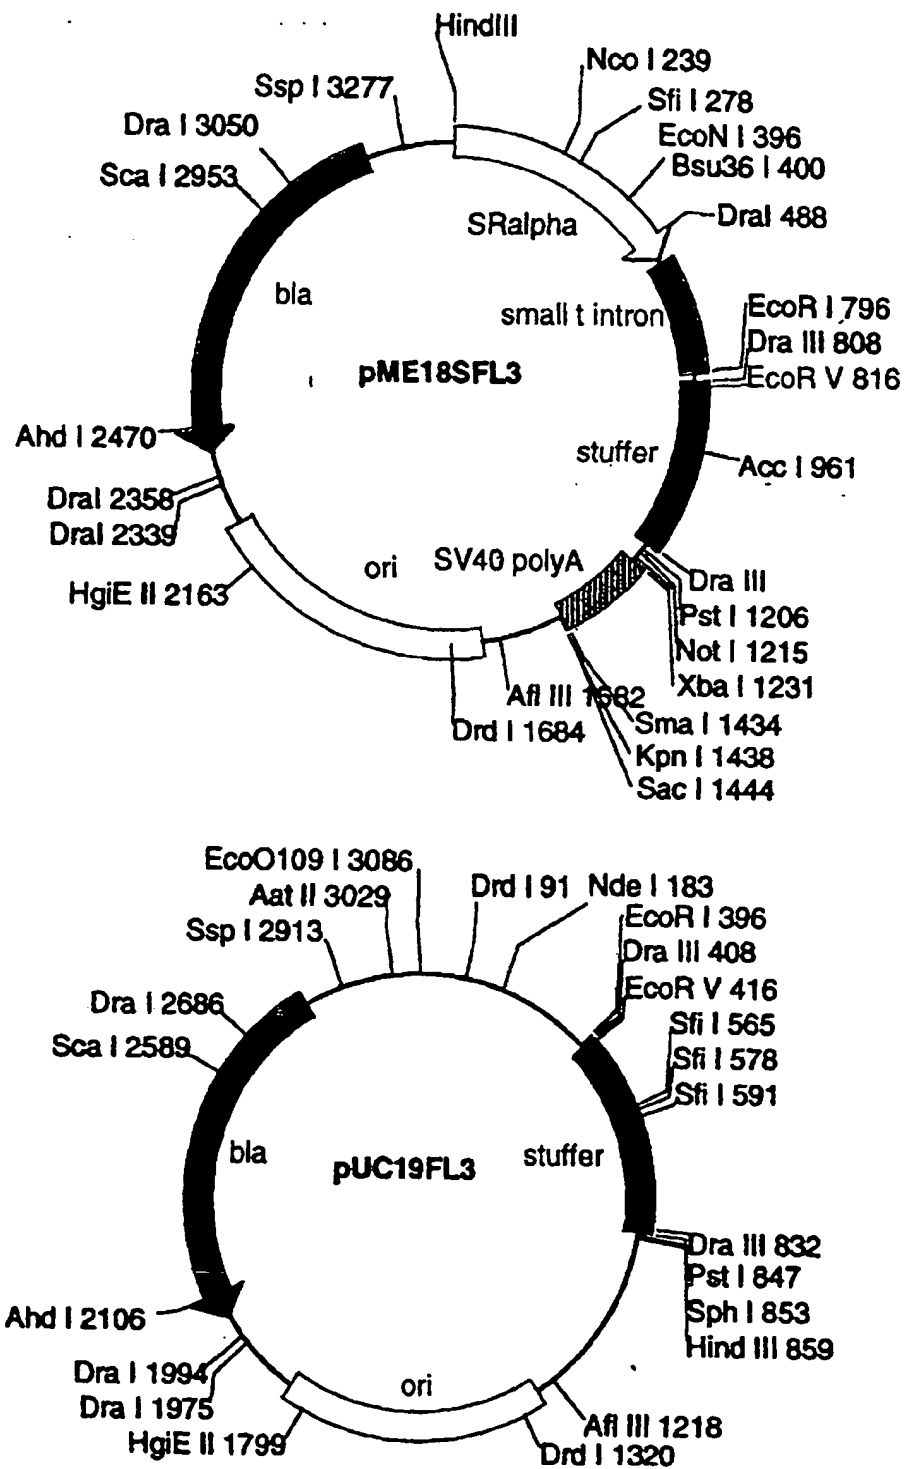 HindIII
Nco I 239
Ssp I 3277
Sfi I 278
Dra I 3050
EcoN I 396
Sca I 2953
Bsu36 I 400
DraI 488
SRalpha
bla
small t intron
EcoR I 796
Dra III 808
pME18SFL3
EcoR V 816
Ahd I 2470
stuffer
Acc I 961
DraI 2358
DraI 2339
ori
SV40 polyA
HgiE II 2163
Dra III
Pst I 1206
Not I 1215
Xba I 1231
Afl III 1682
Sma I 1434
Drd I 1684
Kpn I 1438
Sac I 1444
EcoO109 I 3086
Aat II 3029
Drd I 91
Nde I 183
Ssp I 2913
EcoR I 396
Dra III 408
EcoR V 416
Dra I 2686
Sfi I 565
Sca I 2589
Sfi I 578
Sfi I 591
bla
pUC19FL3
stuffer
Dra III 832
Pst I 847
Sph I 853
Ahd I 2106
Hind III 859
Dra I 1994
ori
Dra I 1975
Afl III 1218
HgiE II 1799
Drd I 1320